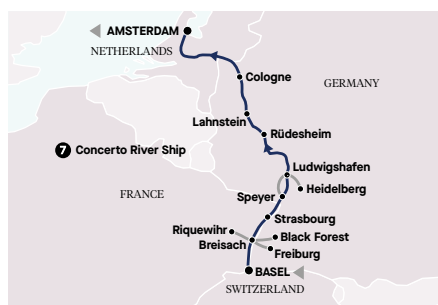 AMSTERDAM
NETHERLANDS
Cologne
GERMANY
Lahnstein
Rüdesheim
7 Concerto River Ship
Ludwigshafen
Heidelberg
FRANCE
Speyer
Strasbourg
Riquewihr
Black Forest
Breisach
Freiburg
BASEL
SWITZERLAND